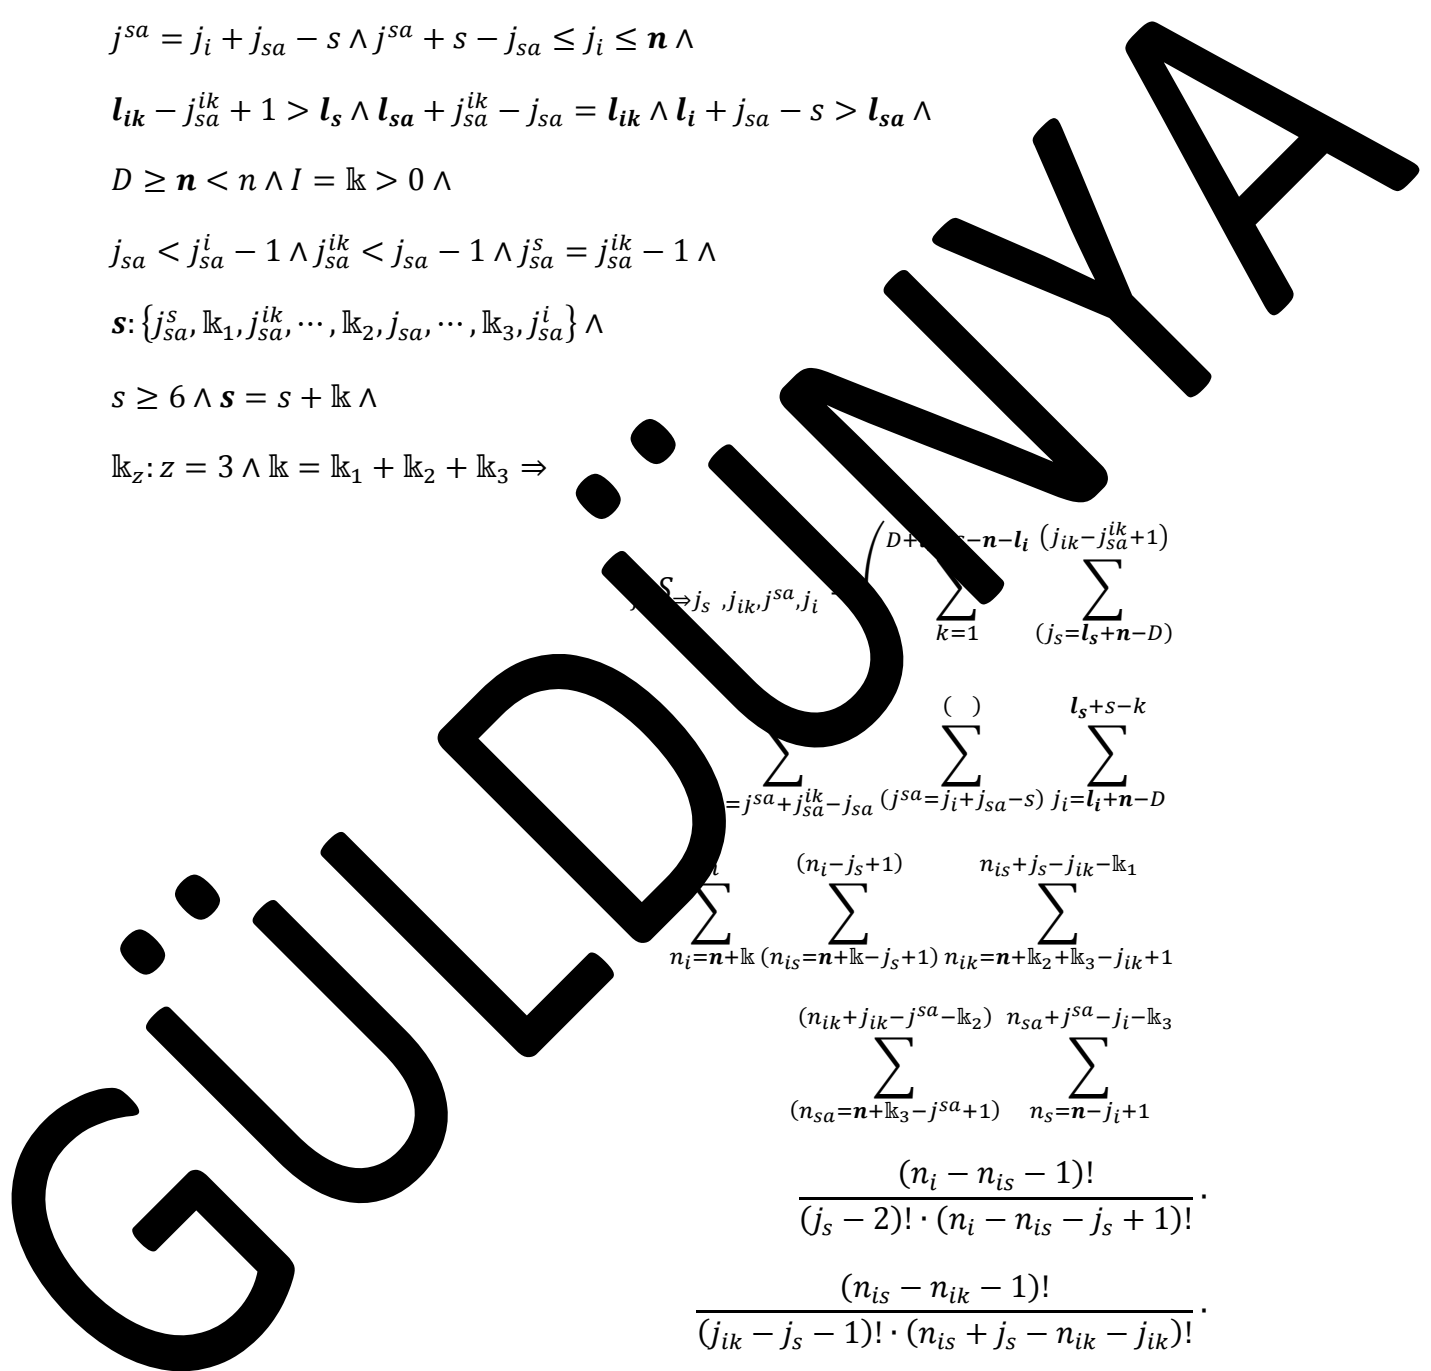 j^{sa} = j_i + j_{sa} − s ∧ j^{sa} + s − j_{sa} ≤ j_i ≤ **n** ∧
**l_{ik}** − j_{sa}^{ik} + 1 > **l_s** ∧ **l_{sa}** + j_{sa}^{ik} − j_{sa} = **l_{ik}** ∧ **l_i** + j_{sa} − s > **l_{sa}** ∧
D ≥ **n** < n ∧ I = 𝕜 > 0 ∧
j_{sa} < j_{sa}^{i} − 1 ∧ j_{sa}^{ik} < j_{sa} − 1 ∧ j_{sa}^{s} = j_{sa}^{ik} − 1 ∧
**s**: {j_{sa}^{s}, 𝕜_1, j_{sa}^{ik}, ⋯, 𝕜_2, j_{sa}, ⋯, 𝕜_3, j_{sa}^{i}} ∧
s ≥ 6 ∧ **s** = s + 𝕜 ∧
𝕜_z: z = 3 ∧ 𝕜 = 𝕜_1 + 𝕜_2 + 𝕜_3 ⇒
D+ s−**n**−**l_i** (j_{ik}−j_{sa}^{ik}+1)
S ⇒j_s ,j_{ik},j^{sa},j_i ( ∑ ∑
k=1 (j_s=**l_s**+**n**−D)
( ) **l_s**+s−k
∑ ∑ ∑
=j^{sa}+j_{sa}^{ik}−j_{sa} (j^{sa}=j_i+j_{sa}−s) j_i=**l_i**+**n**−D
(n_i−j_s+1) n_{is}+j_s−j_{ik}−𝕜_1
∑ ∑ ∑
n_i=**n**+𝕜 (n_{is}=**n**+𝕜−j_s+1) n_{ik}=**n**+𝕜_2+𝕜_3−j_{ik}+1
(n_{ik}+j_{ik}−j^{sa}−𝕜_2) n_{sa}+j^{sa}−j_i−𝕜_3
∑ ∑
(n_{sa}=**n**+𝕜_3−j^{sa}+1) n_s=**n**−j_i+1
(n_i − n_{is} − 1)!
(j_s − 2)! · (n_i − n_{is} − j_s + 1)! ·
(n_{is} − n_{ik} − 1)!
(j_{ik} − j_s − 1)! · (n_{is} + j_s − n_{ik} − j_{ik})! ·
GÜLDÜNYA